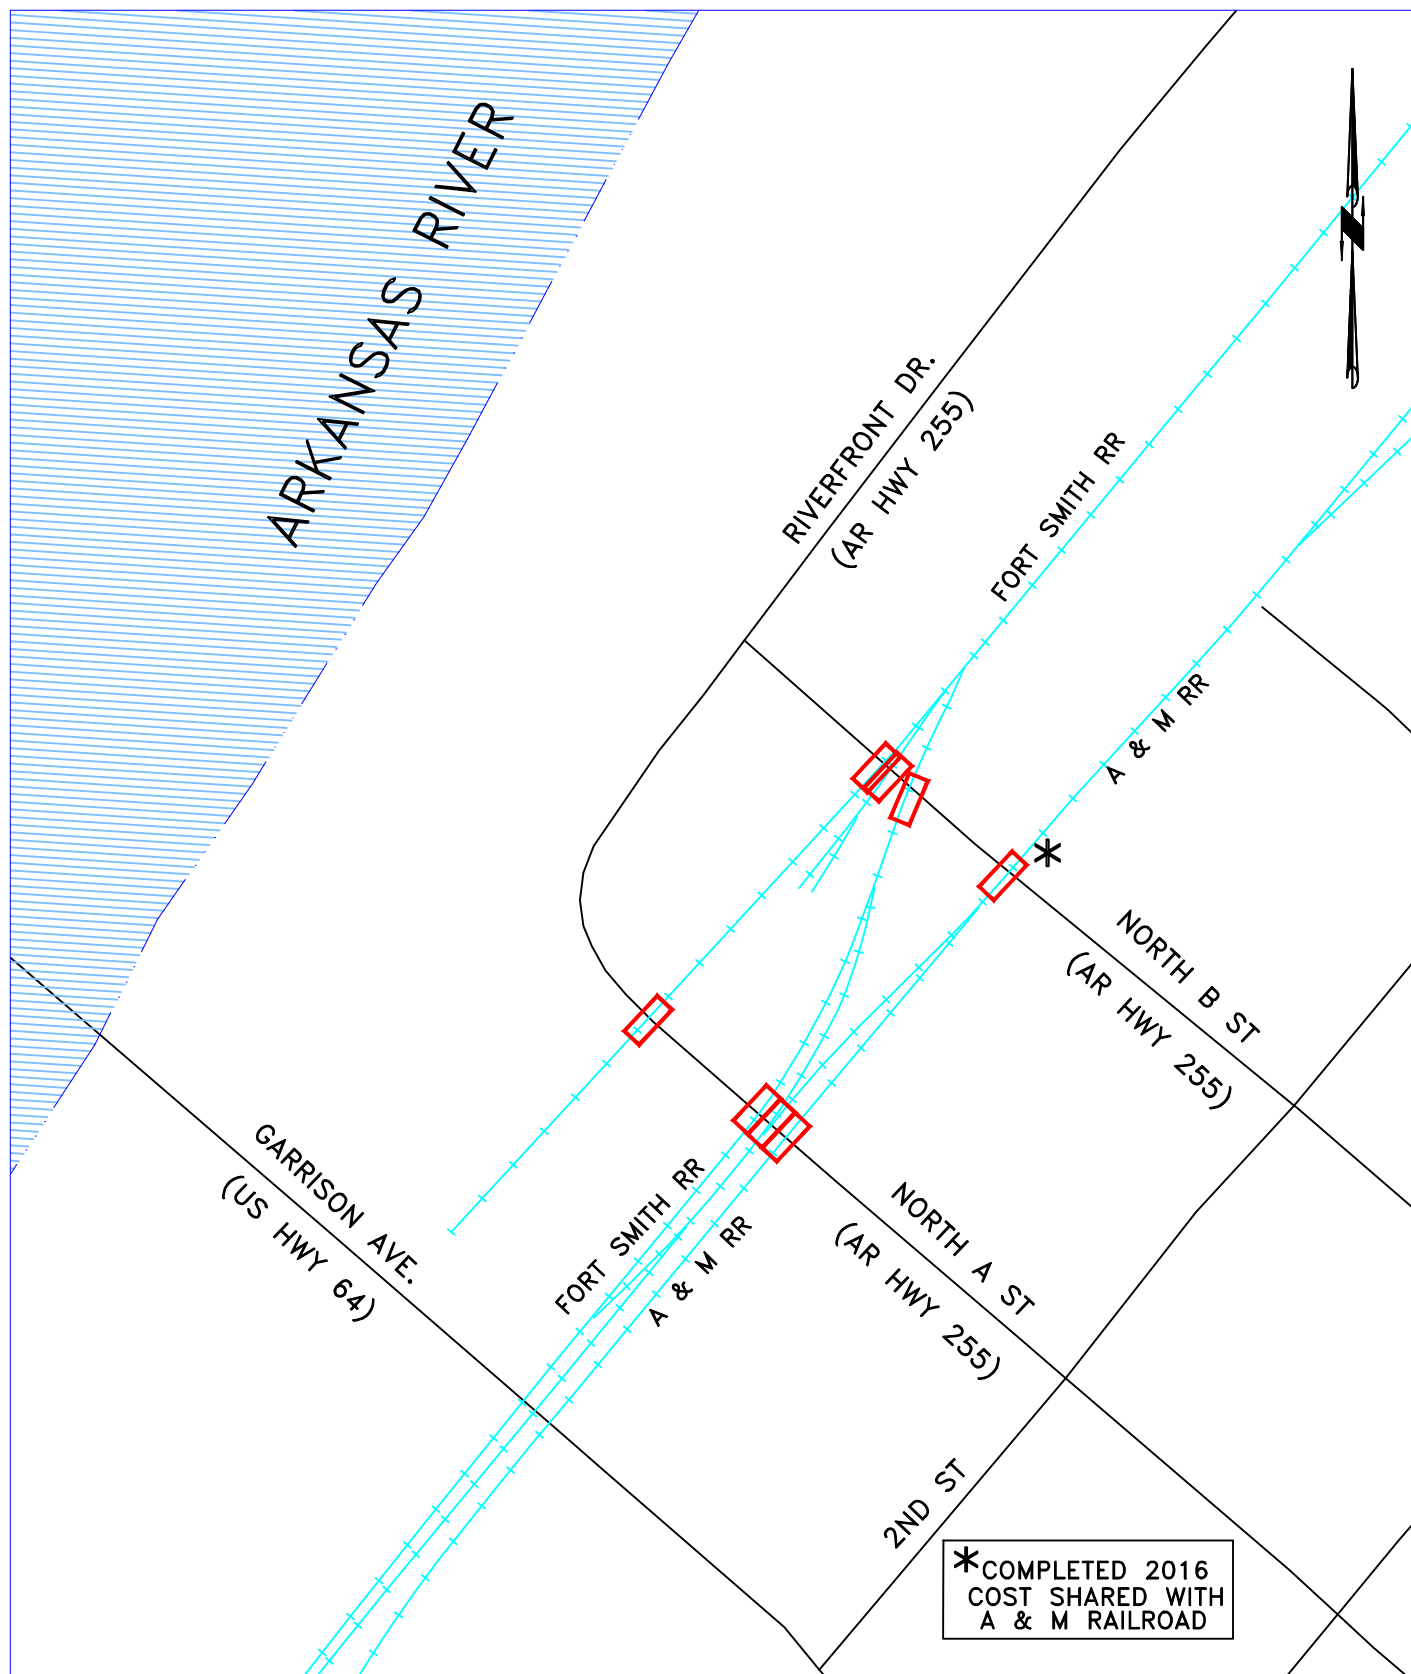 ARKANSAS RIVER
RIVERFRONT DR.
(AR HWY 255)
FORT SMITH RR
A & M RR
*
NORTH B ST
(AR HWY 255)
GARRISON AVE.
(US HWY 64)
FORT SMITH RR
A & M RR
NORTH A ST
(AR HWY 255)
2ND ST
*COMPLETED 2016
COST SHARED WITH
A & M RAILROAD